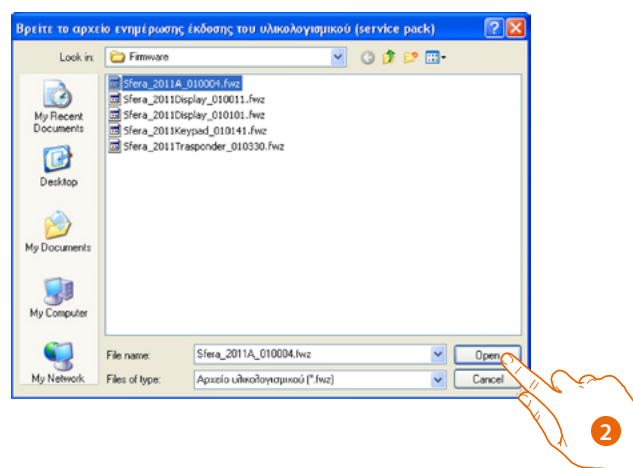 Βρείτε το αρχείο ενημέρωσης έκδοσης του υλικολογισμικού (service pack)
Look in:
Firmware
Sfera_2011A_010004.fwz
Sfera_2011Display_010011.fwz
Sfera_2011Display_010101.fwz
Sfera_2011Keypad_010141.fwz
Sfera_2011Trasponder_010330.fwz
My Recent
Documents
Desktop
My Documents
My Computer
My Network
File name:
Sfera_2011A_010004.fwz
Open
Files of type:
Αρχείο υλικολογισμικού (*.fwz)
Cancel
2